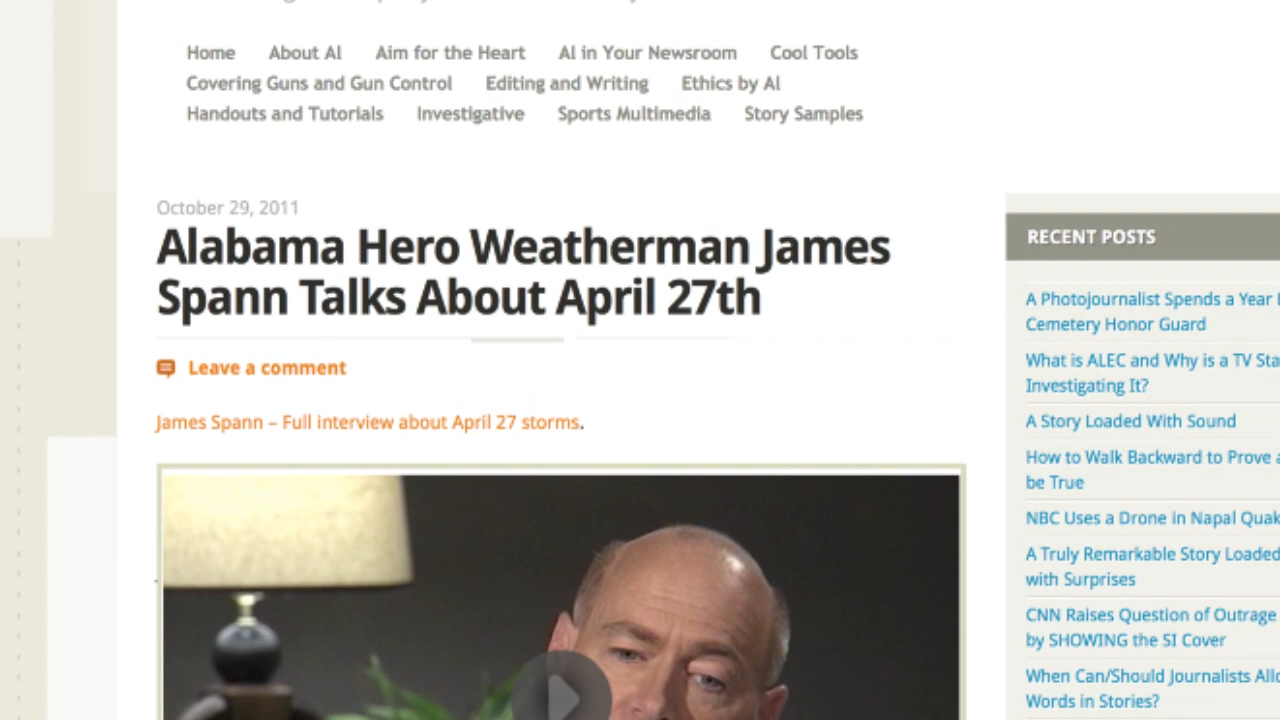 Home About Al Aim for the Heart Al in Your Newsroom Cool Tools
Covering Guns and Gun Control Editing and Writing Ethics by Al
Handouts and Tutorials Investigative Sports Multimedia Story Samples
October 29, 2011
Alabama Hero Weatherman James
Spann Talks About April 27th
Leave a comment
James Spann – Full interview about April 27 storms.
RECENT POSTS
A Photojournalist Spends a Year
Cemetery Honor Guard
What is ALEC and Why is a TV
Investigating It?
A Story Loaded With Sound
How to Walk Backward to Prove
be True
NBC Uses a Drone in Napal
A Truly Remarkable Story Loaded
with Surprises
CNN Raises Question of Outrage
by SHOWING the SI Cover
When Can/Should Journalists
Words in Stories?